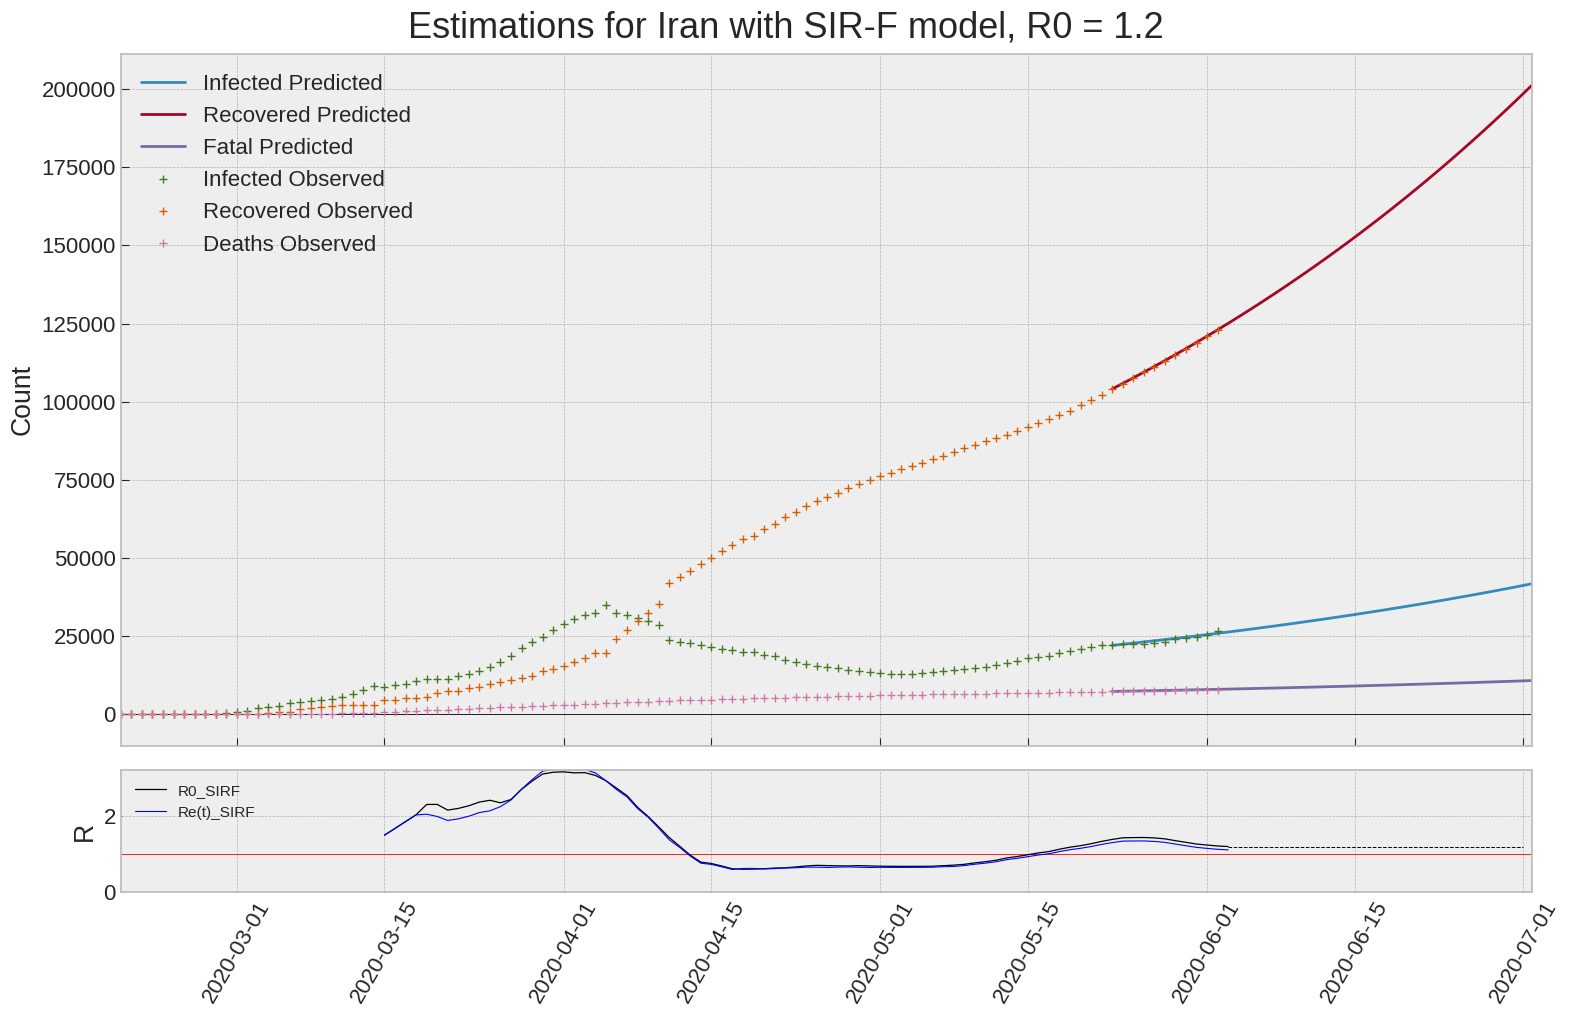 Estimations for Iran with SIR-F model, R0 = 1.2
Infected Predicted
Recovered Predicted
Fatal Predicted
Infected Observed
Recovered Observed
Deaths Observed
200000
175000
150000
125000
100000
75000
50000
25000
0
Count
R0_SIRF
Re(t)_SIRF
2
0
R
2020-03-01
2020-03-15
2020-04-01
2020-04-15
2020-05-01
2020-05-15
2020-06-01
2020-06-15
2020-07-01